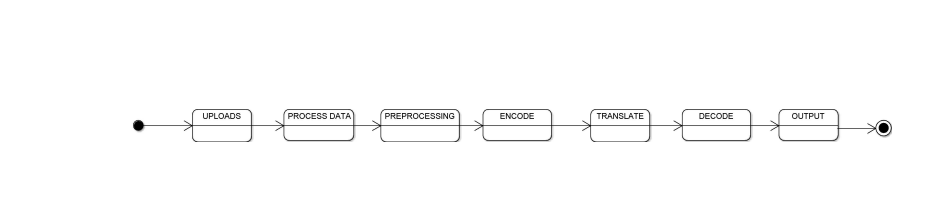 UPLOADS
PROCESS DATA
PREPROCESSING
ENCODE
TRANSLATE
DECODE
OUTPUT